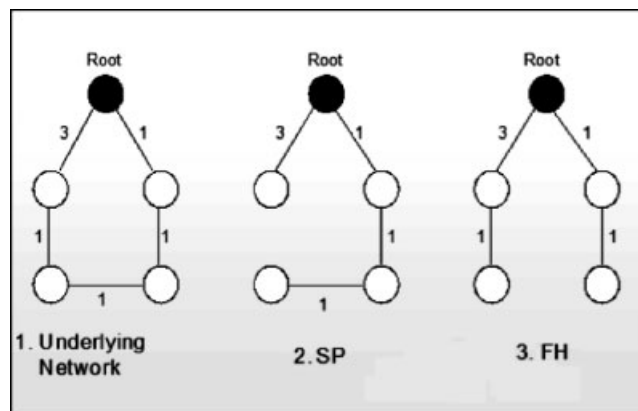 Root Root Root
3 1 3 1 3 1
1 1 1 1 1
1 1
1. Underlying
Network
2. SP
3. FH